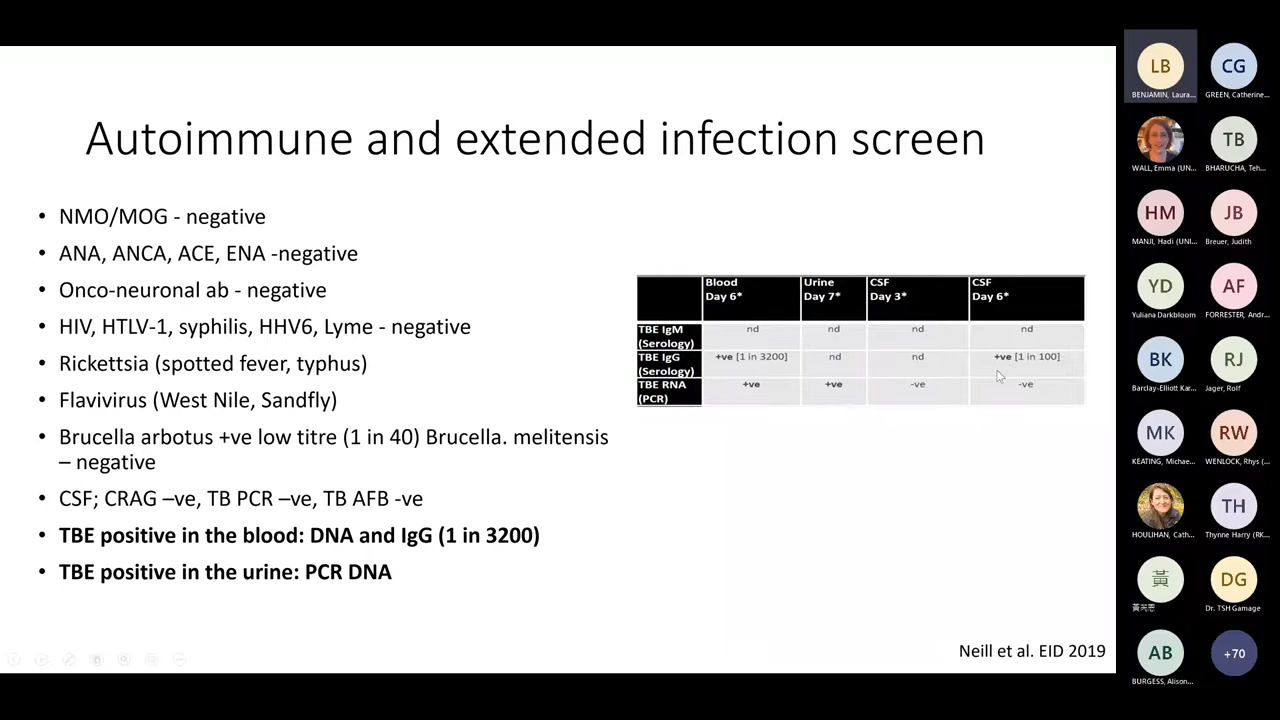 Autoimmune and extended infection screen
• NMO/MOG - negative
• ANA, ANCA, ACE, ENA -negative
• Onco-neuronal ab - negative
• HIV, HTLV-1, syphilis, HHV6, Lyme - negative
• Rickettsia (spotted fever, typhus)
• Flavivirus (West Nile, Sandfly)
• Brucella arbotus +ve low titre (1 in 40) Brucella. melitensis
– negative
• CSF; CRAG –ve, TB PCR –ve, TB AFB -ve
• TBE positive in the blood: DNA and IgG (1 in 3200)
• TBE positive in the urine: PCR DNA
Blood Urine CSF CSF
Day 6* Day 7* Day 3* Day 6*
TBE IgM nd nd nd nd
(Serology)
TBE IgG +ve [1 in 3200] nd nd +ve [1 in 100]
(Serology)
TBE RNA +ve +ve -ve -ve
(PCR)
Neill et al. EID 2019
LB CG
BENJAMIN, Laura... GREEN, Catherine...
TB
WALL, Emma (UN... BHARUCHA, Teh...
HM JB
MANJI, Hadi (UNI... Breuer, Judith
YD AF
Yuliana Darkbloom FORRESTER, Andr...
BK RJ
Barclay-Elliott Kar... Jager, Rolf
MK RW
KEATING, Michae... WENLOCK, Rhys (...
TH
HOULIHAN, Cath... Thynne Harry (RK...
黃 DG
Dr. TSH Gamage
AB +70
BURGESS, Alison...